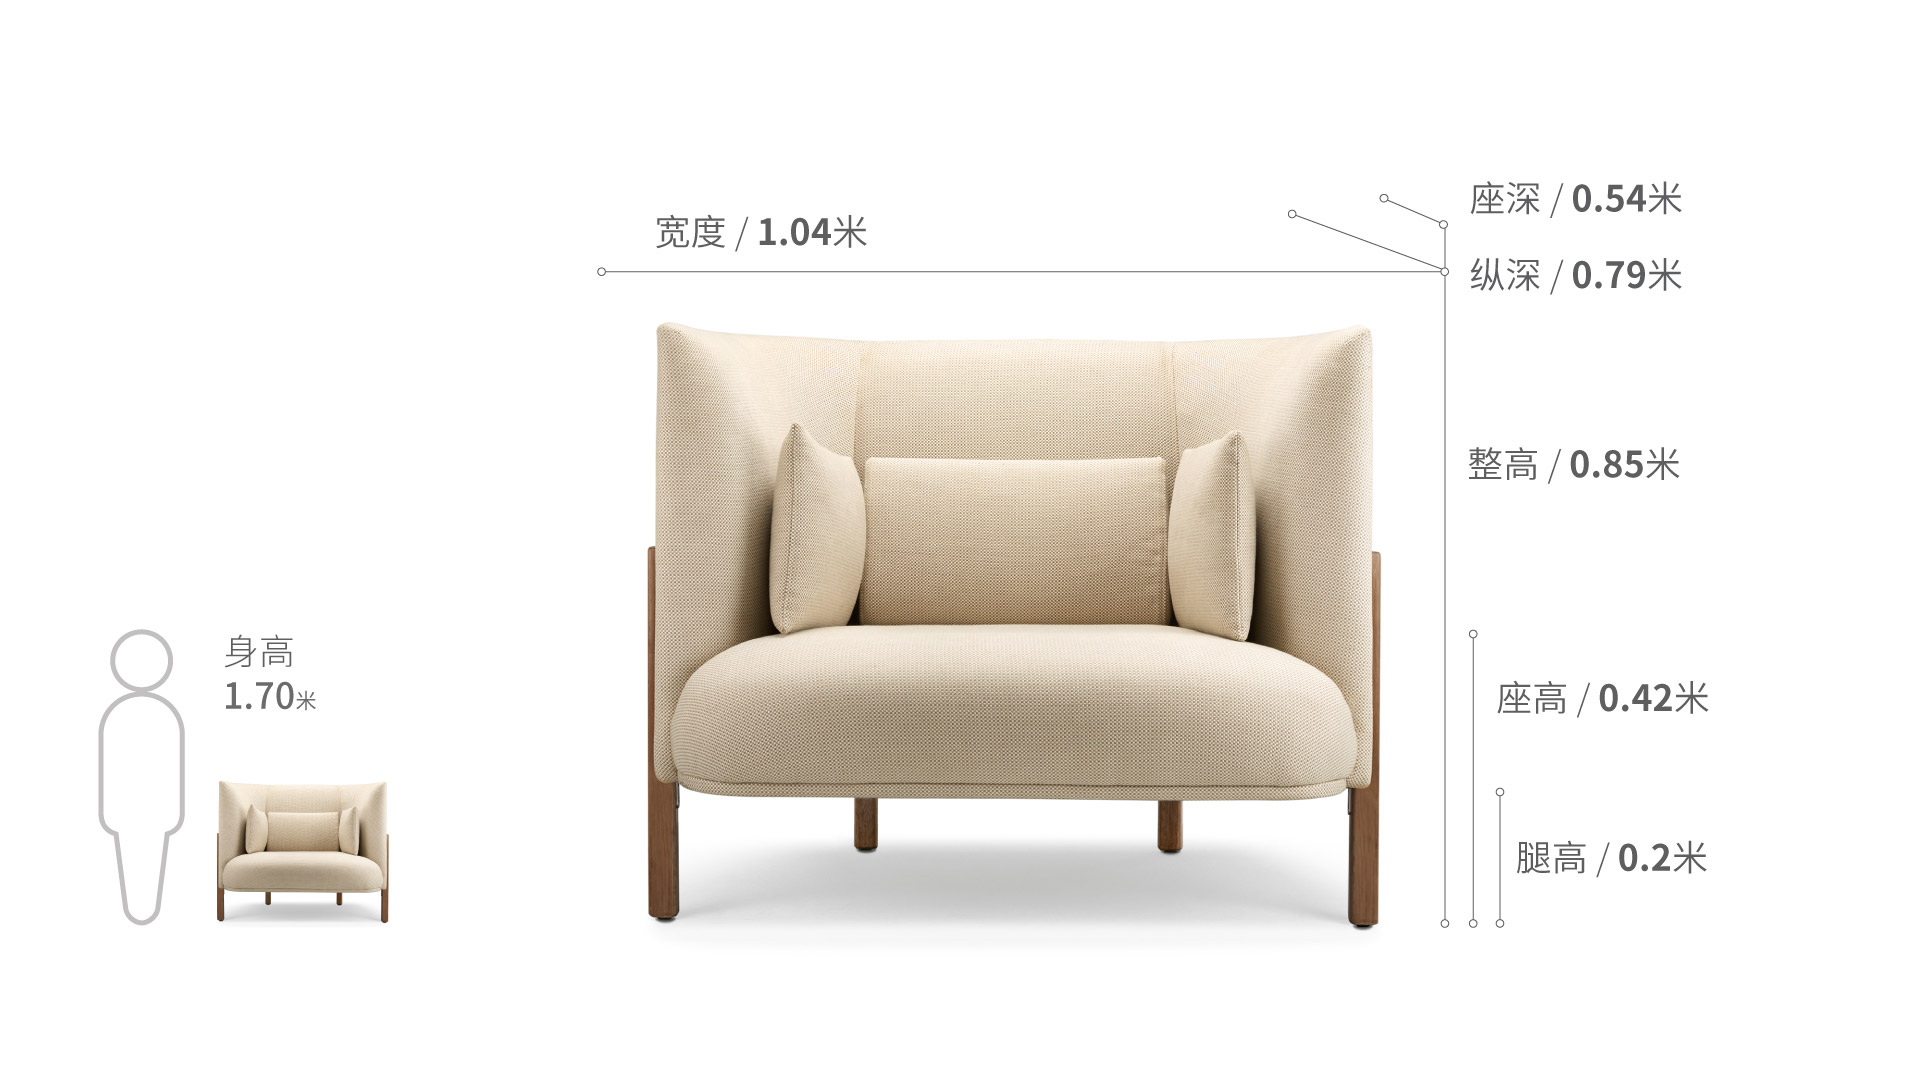 宽度 / 1.04米
座深 / 0.54米
纵深 / 0.79米
整高 / 0.85米
身高
1.70米
座高 / 0.42米
腿高 / 0.2米